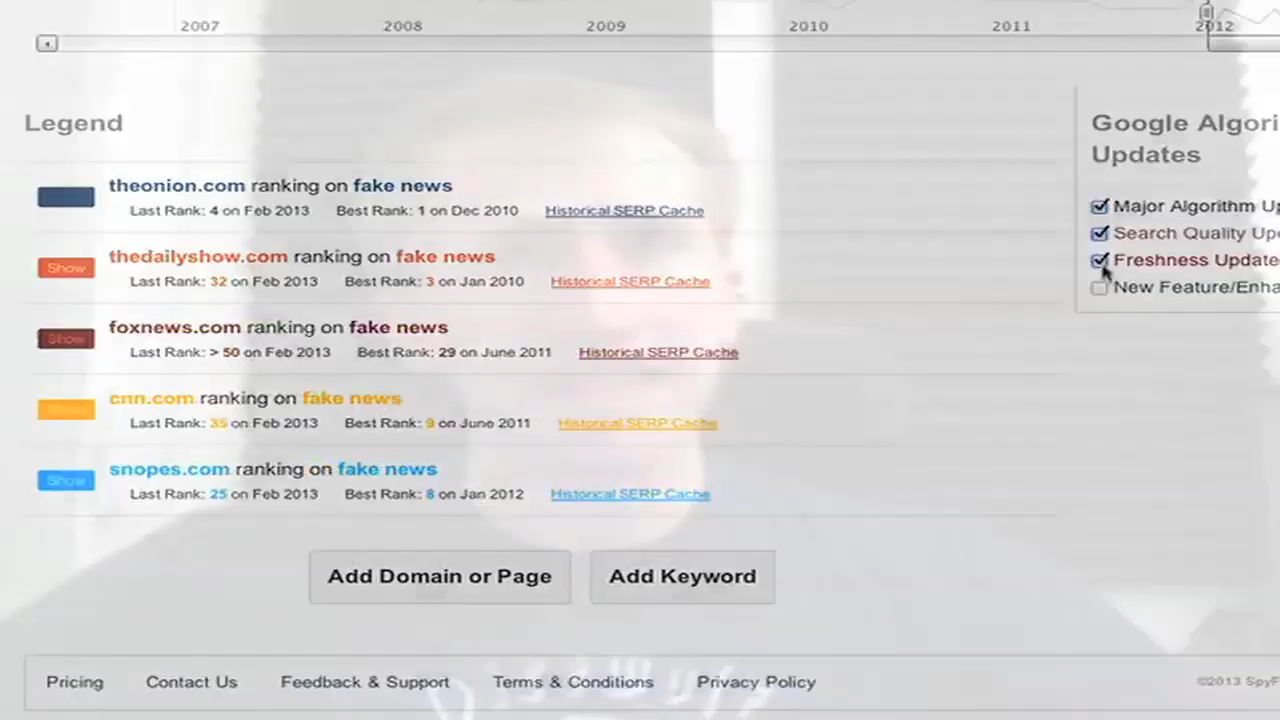 2007 2008 2009 2010 2011 2012
Legend
Google Algori
Updates
theonion.com ranking on fake news
Last Rank: 4 on Feb 2013 Best Rank: 1 on Dec 2010 Historical SERP Cache
Show thedailyshow.com ranking on fake news
Last Rank: 32 on Feb 2013 Best Rank: 3 on Jan 2010 Historical SERP Cache
Show foxnews.com ranking on fake news
Last Rank: > 50 on Feb 2013 Best Rank: 29 on June 2011 Historical SERP Cache
Show cnn.com ranking on fake news
Last Rank: 35 on Feb 2013 Best Rank: 9 on June 2011 Historical SERP Cache
Show snopes.com ranking on fake news
Last Rank: 25 on Feb 2013 Best Rank: 8 on Jan 2012 Historical SERP Cache
Major Algorithm Up
Search Quality Upd
Freshness Update
New Feature/Enha
Add Domain or Page Add Keyword
Pricing Contact Us Feedback & Support Terms & Conditions Privacy Policy ©2013 SpyF